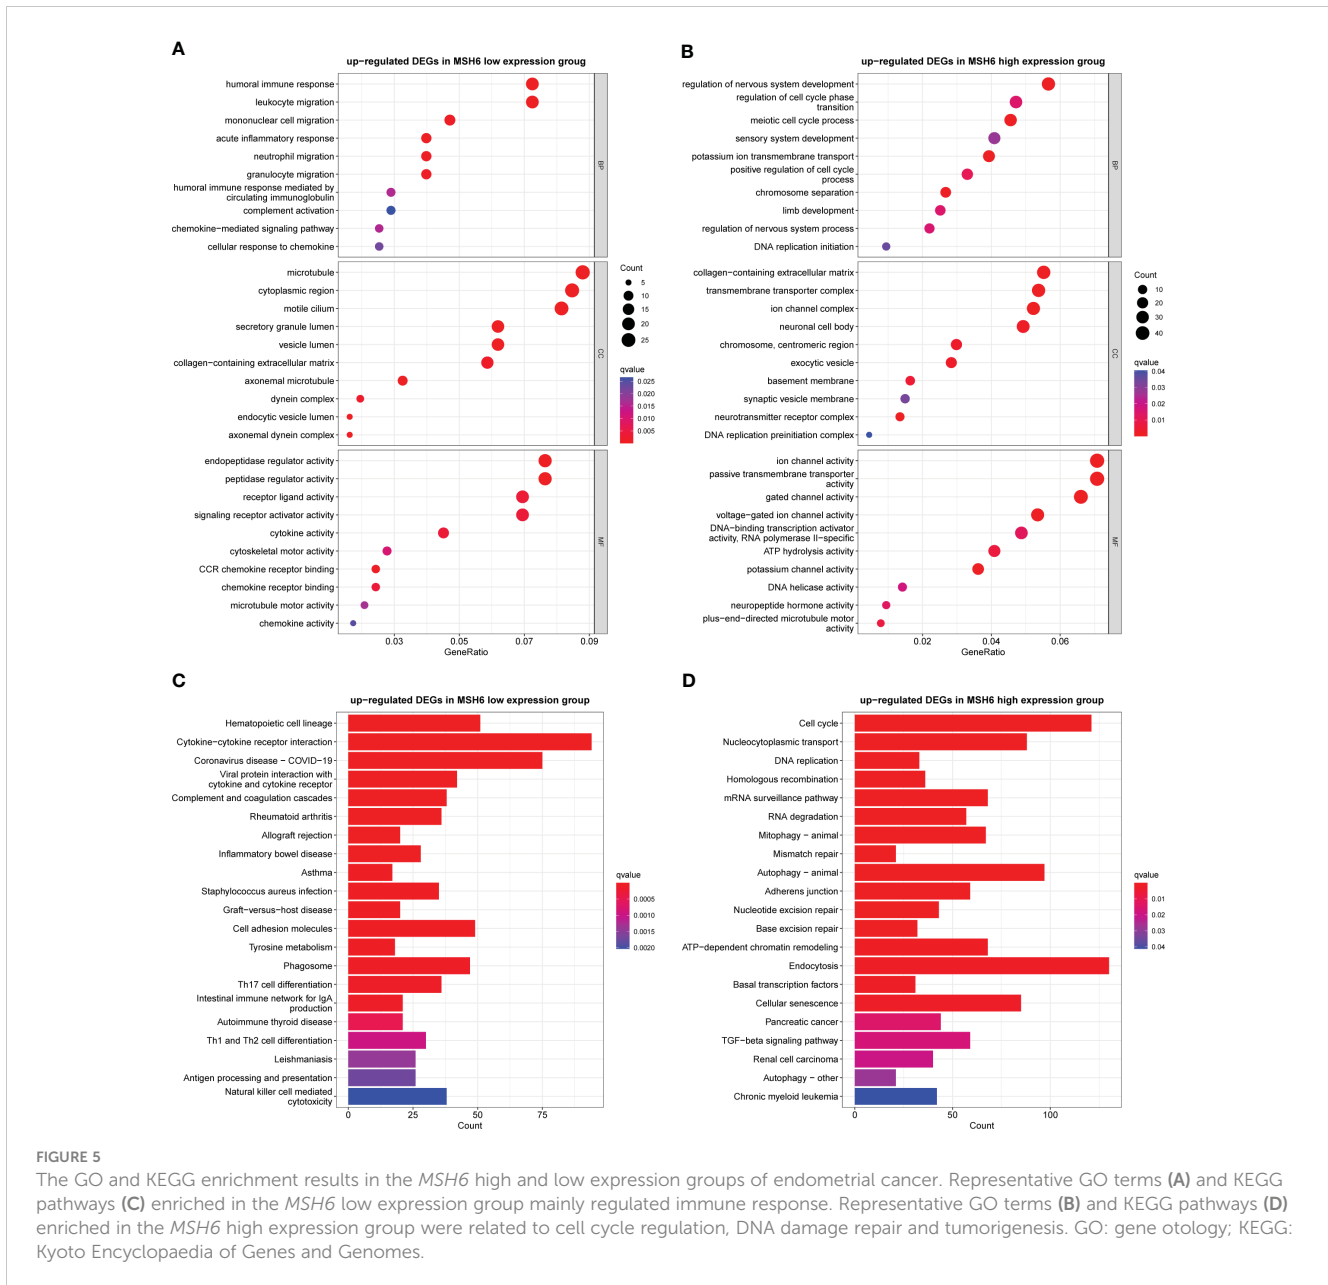 A
up−regulated DEGs in MSH6 low expression groug
humoral immune response
leukocyte migration
mononuclear cell migration
acute inflammatory response
neutrophil migration
granulocyte migration
humoral immune response mediated by
circulating immunoglobulin
complement activation
chemokine−mediated signaling pathway
cellular response to chemokine
BP
microtubule
cytoplasmic region
motile cilium
secretory granule lumen
vesicle lumen
collagen−containing extracellular matrix
axonemal microtubule
dynein complex
endocytic vesicle lumen
axonemal dynein complex
CC
endopeptidase regulator activity
peptidase regulator activity
receptor ligand activity
signaling receptor activator activity
cytokine activity
cytoskeletal motor activity
CCR chemokine receptor binding
chemokine receptor binding
microtubule motor activity
chemokine activity
MF
0.03 0.05 0.07 0.09
GeneRatio
Count
5
10
15
20
25
qvalue
0.025
0.020
0.015
0.010
0.005
B
up−regulated DEGs in MSH6 high expression group
regulation of nervous system development
regulation of cell cycle phase
transition
meiotic cell cycle process
sensory system development
potassium ion transmembrane transport
positive regulation of cell cycle
process
chromosome separation
limb development
regulation of nervous system process
DNA replication initiation
BP
collagen−containing extracellular matrix
transmembrane transporter complex
ion channel complex
neuronal cell body
chromosome, centromeric region
exocytic vesicle
basement membrane
synaptic vesicle membrane
neurotransmitter receptor complex
DNA replication preinitiation complex
CC
ion channel activity
passive transmembrane transporter
activity
gated channel activity
voltage−gated ion channel activity
DNA−binding transcription activator
activity, RNA polymerase II−specific
ATP hydrolysis activity
potassium channel activity
DNA helicase activity
neuropeptide hormone activity
plus−end−directed microtubule motor
activity
MF
0.02 0.04 0.06
GeneRatio
Count
10
20
30
40
qvalue
0.04
0.03
0.02
0.01
C
up−regulated DEGs in MSH6 low expression group
Hematopoietic cell lineage
Cytokine−cytokine receptor interaction
Coronavirus disease − COVID−19
Viral protein interaction with
cytokine and cytokine receptor
Complement and coagulation cascades
Rheumatoid arthritis
Allograft rejection
Inflammatory bowel disease
Asthma
Staphylococcus aureus infection
Graft−versus−host disease
Cell adhesion molecules
Tyrosine metabolism
Phagosome
Th17 cell differentiation
Intestinal immune network for IgA
production
Autoimmune thyroid disease
Th1 and Th2 cell differentiation
Leishmaniasis
Antigen processing and presentation
Natural killer cell mediated
cytotoxicity
0 25 50 75
Count
qvalue
0.0005
0.0010
0.0015
0.0020
D
up−regulated DEGs in MSH6 high expression group
Cell cycle
Nucleocytoplasmic transport
DNA replication
Homologous recombination
mRNA surveillance pathway
RNA degradation
Mitophagy − animal
Mismatch repair
Autophagy − animal
Adherens junction
Nucleotide excision repair
Base excision repair
ATP−dependent chromatin remodeling
Endocytosis
Basal transcription factors
Cellular senescence
Pancreatic cancer
TGF−beta signaling pathway
Renal cell carcinoma
Autophagy − other
Chronic myeloid leukemia
0 50 100
Count
qvalue
0.01
0.02
0.03
0.04
FIGURE 5
The GO and KEGG enrichment results in the MSH6 high and low expression groups of endometrial cancer. Representative GO terms (A) and KEGG
pathways (C) enriched in the MSH6 low expression group mainly regulated immune response. Representative GO terms (B) and KEGG pathways (D)
enriched in the MSH6 high expression group were related to cell cycle regulation, DNA damage repair and tumorigenesis. GO: gene otology; KEGG:
Kyoto Encyclopaedia of Genes and Genomes.